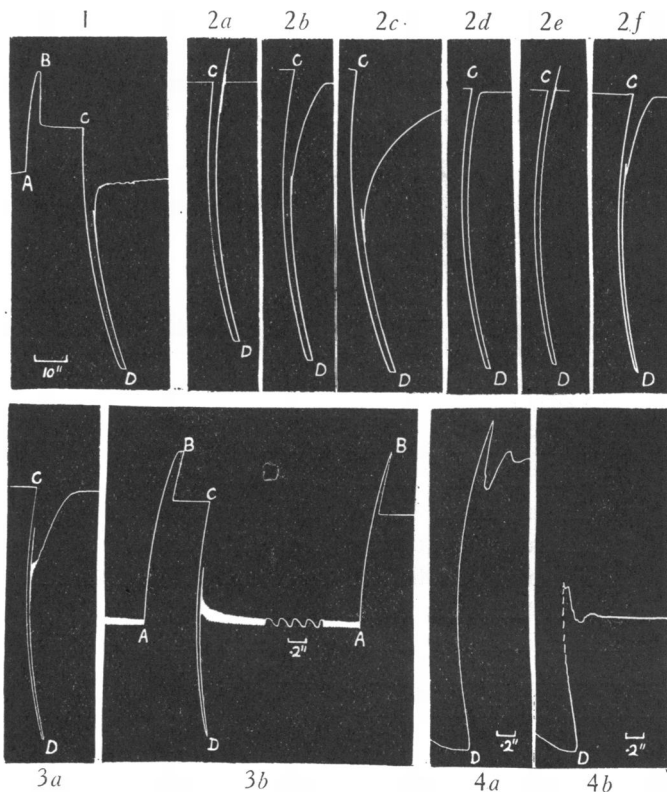 1 2a 2b 2c 2d 2e 2f
B
C C C C C C C
A
10"
D D D D D D D
C B C B
A A
.2"
D D D .2" D .2"
3a 3b 4a 4b